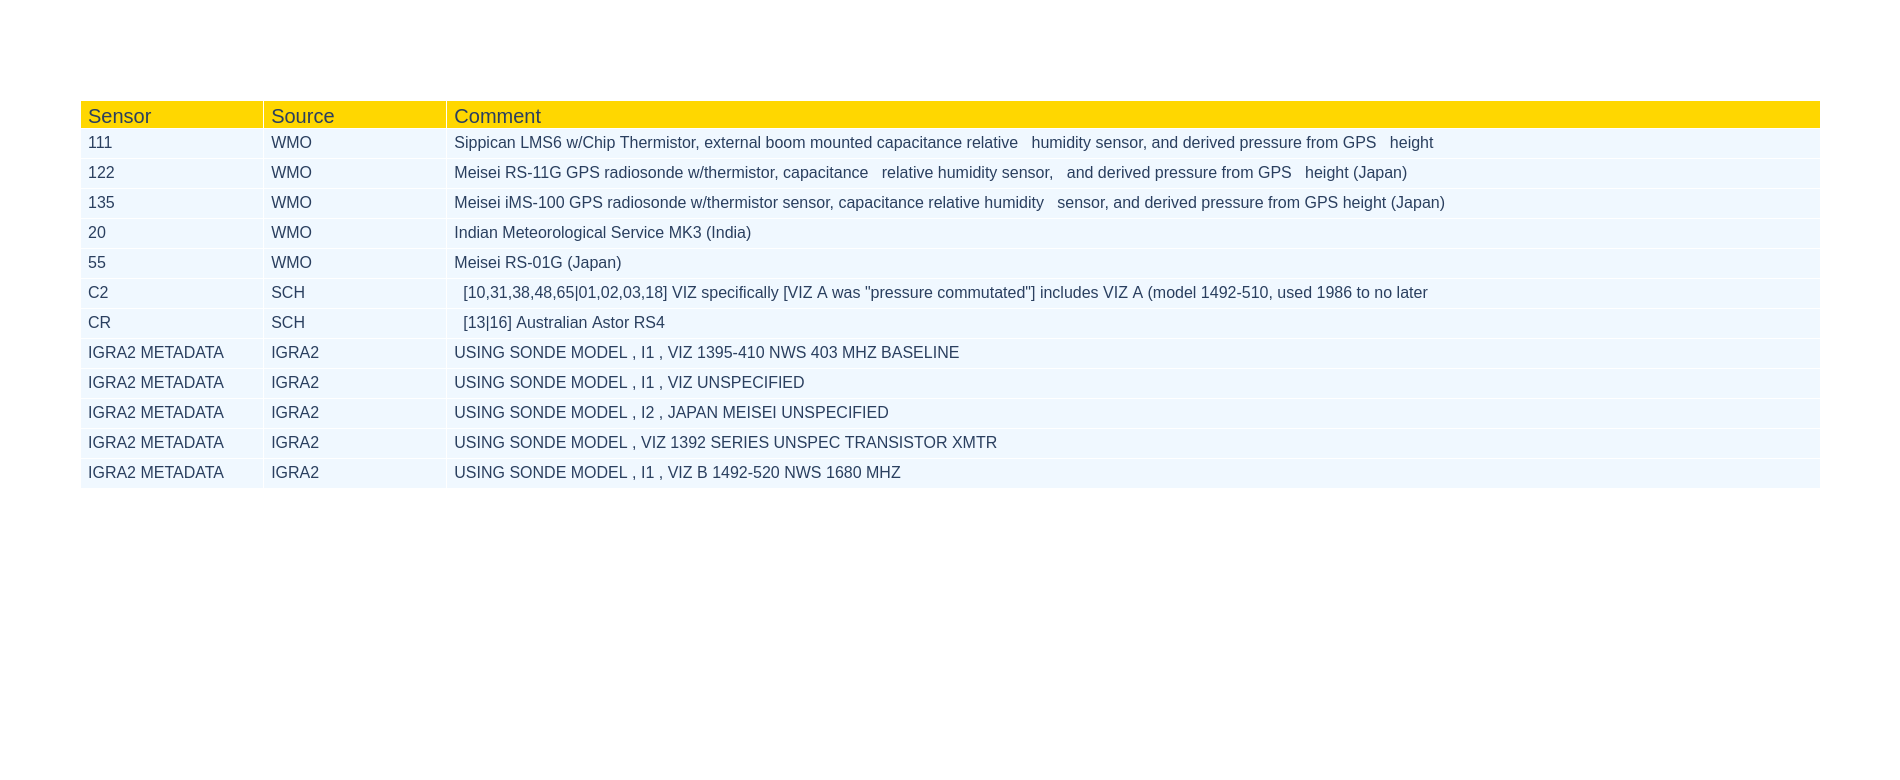 Sensor Source Comment
111 WMO Sippican LMS6 w/Chip Thermistor, external boom mounted capacitance relative   humidity sensor, and derived pressure from GPS   height
122 WMO Meisei RS-11G GPS radiosonde w/thermistor, capacitance   relative humidity sensor,   and derived pressure from GPS   height (Japan)
135 WMO Meisei iMS-100 GPS radiosonde w/thermistor sensor, capacitance relative humidity   sensor, and derived pressure from GPS height (Japan)
20 WMO Indian Meteorological Service MK3 (India)
55 WMO Meisei RS-01G (Japan)
C2 SCH [10,31,38,48,65|01,02,03,18] VIZ specifically [VIZ A was "pressure commutated"] includes VIZ A (model 1492-510, used 1986 to no later
CR SCH [13|16] Australian Astor RS4
IGRA2 METADATA IGRA2 USING SONDE MODEL , I1 , VIZ 1395-410 NWS 403 MHZ BASELINE
IGRA2 METADATA IGRA2 USING SONDE MODEL , I1 , VIZ UNSPECIFIED
IGRA2 METADATA IGRA2 USING SONDE MODEL , I2 , JAPAN MEISEI UNSPECIFIED
IGRA2 METADATA IGRA2 USING SONDE MODEL , VIZ 1392 SERIES UNSPEC TRANSISTOR XMTR
IGRA2 METADATA IGRA2 USING SONDE MODEL , I1 , VIZ B 1492-520 NWS 1680 MHZ